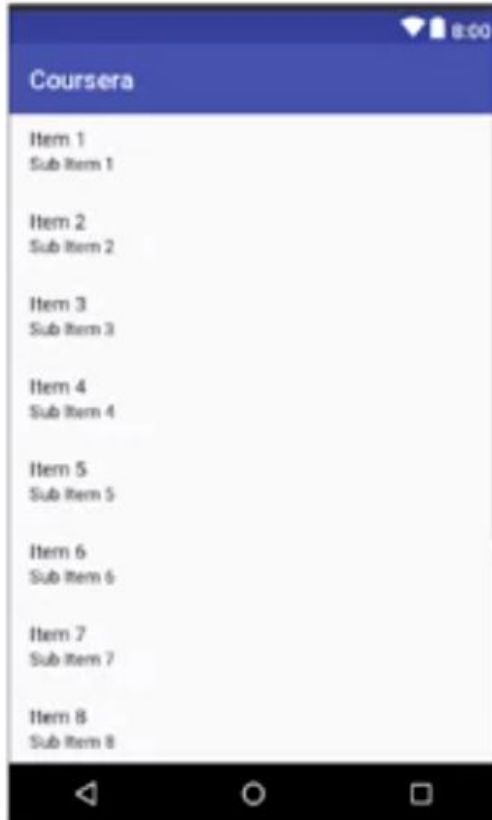 8:00
Coursera
Item 1
Sub Item 1
Item 2
Sub Item 2
Item 3
Sub Item 3
Item 4
Sub Item 4
Item 5
Sub Item 5
Item 6
Sub Item 6
Item 7
Sub Item 7
Item 8
Sub Item 8